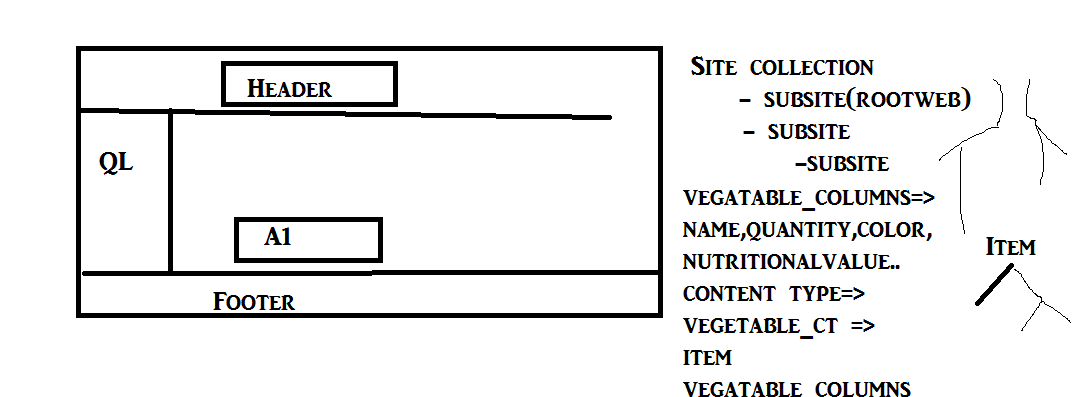 Header
QL
A1
Footer
Site collection
- subsite(rootweb)
- subsite
-subsite
vegatable_columns=>
name,quantity,color,
nutritionalvalue..
content type=>
vegetable_ct =>
item
vegatable columns
Item